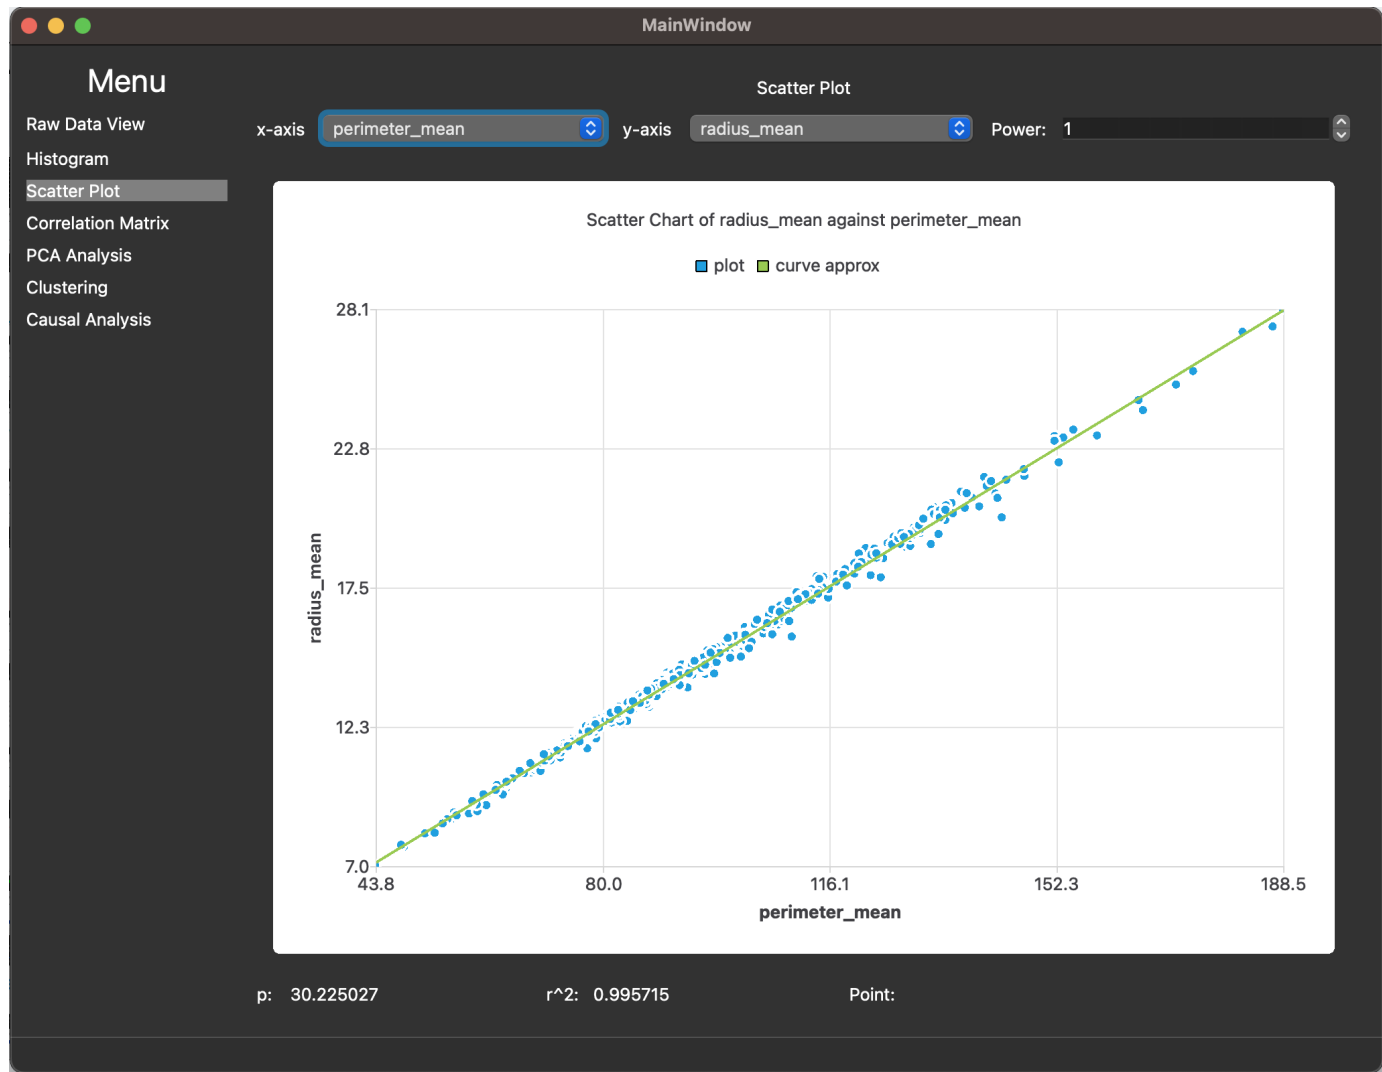 MainWindow
Menu
Raw Data View
Histogram
Scatter Plot
Correlation Matrix
PCA Analysis
Clustering
Causal Analysis
Scatter Plot
x-axis perimeter_mean y-axis radius_mean Power: 1
Scatter Chart of radius_mean against perimeter_mean
plot curve approx
28.1
22.8
17.5
12.3
7.0
radius_mean
43.8 80.0 116.1 152.3 188.5
perimeter_mean
p: 30.225027 r^2: 0.995715 Point: